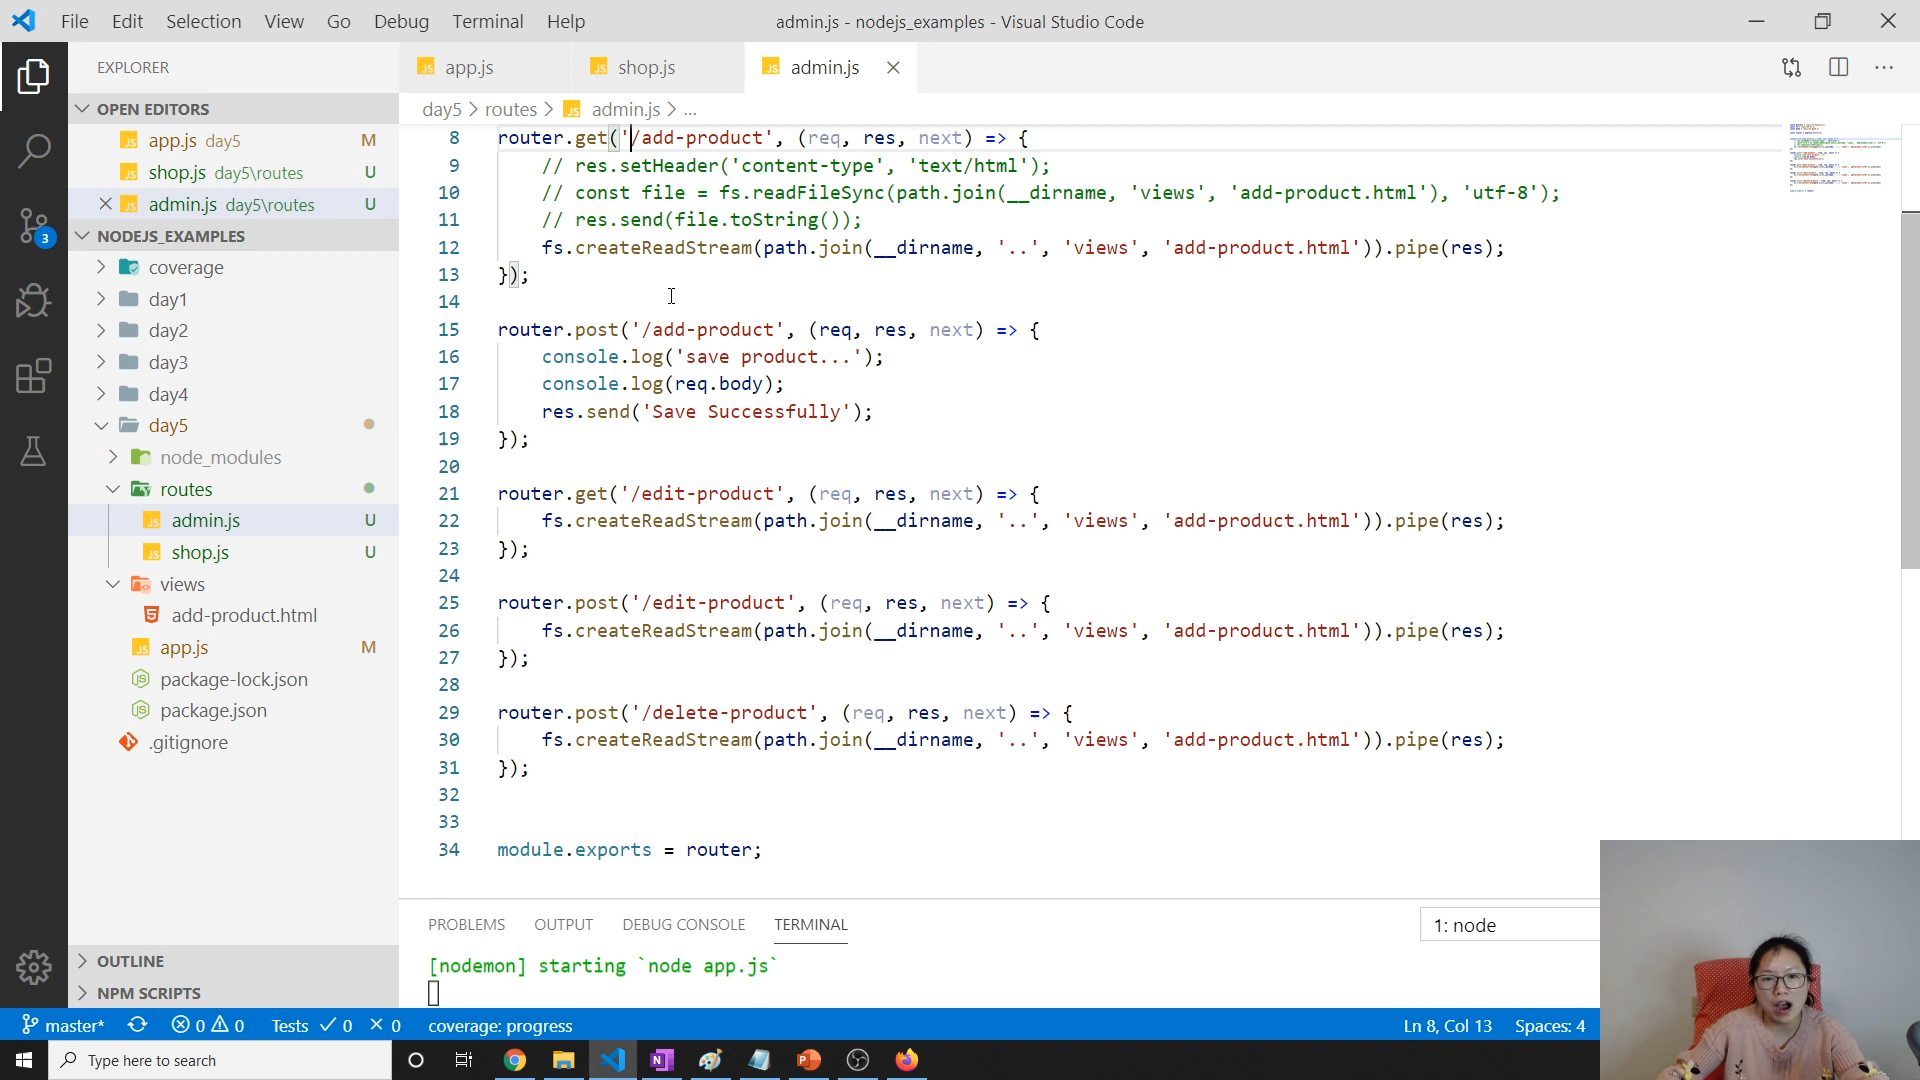 File Edit Selection View Go Debug Terminal Help
admin.js - nodejs_examples - Visual Studio Code
EXPLORER
OPEN EDITORS
app.js day5 M
shop.js day5\routes U
admin.js day5\routes U
NODEJS_EXAMPLES
coverage
day1
day2
day3
day4
day5
node_modules
routes
admin.js U
shop.js U
views
add-product.html
app.js M
package-lock.json
package.json
.gitignore
OUTLINE
NPM SCRIPTS
3
app.js shop.js admin.js
day5 > routes > admin.js > ...
8 router.get('/add-product', (req, res, next) => {
9 // res.setHeader('content-type', 'text/html');
10 // const file = fs.readFileSync(path.join(__dirname, 'views', 'add-product.html'), 'utf-8');
11 // res.send(file.toString());
12 fs.createReadStream(path.join(__dirname, '..', 'views', 'add-product.html')).pipe(res);
13 });
14
15 router.post('/add-product', (req, res, next) => {
16 console.log('save product...');
17 console.log(req.body);
18 res.send('Save Successfully');
19 });
20
21 router.get('/edit-product', (req, res, next) => {
22 fs.createReadStream(path.join(__dirname, '..', 'views', 'add-product.html')).pipe(res);
23 });
24
25 router.post('/edit-product', (req, res, next) => {
26 fs.createReadStream(path.join(__dirname, '..', 'views', 'add-product.html')).pipe(res);
27 });
28
29 router.post('/delete-product', (req, res, next) => {
30 fs.createReadStream(path.join(__dirname, '..', 'views', 'add-product.html')).pipe(res);
31 });
32
33
34 module.exports = router;
PROBLEMS OUTPUT DEBUG CONSOLE TERMINAL
1: node
[nodemon] starting `node app.js`
master* 0 0 Tests 0 0 coverage: progress
Ln 8, Col 13 Spaces: 4
Type here to search